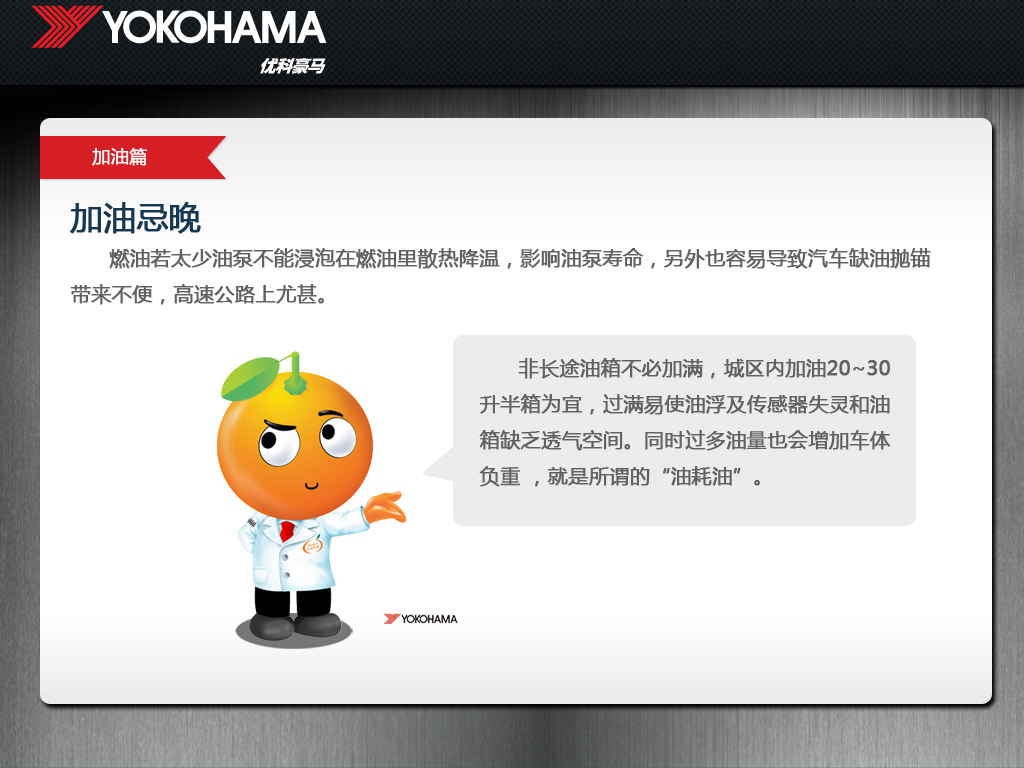 YOKOHAMA
优科豪马
加油篇
加油忌晚
燃油若太少油泵不能浸泡在燃油里散热降温，影响油泵寿命，另外也容易导致汽车缺油抛锚
带来不便，高速公路上尤甚。
非长途油箱不必加满，城区内加油20~30
升半箱为宜，过满易使油浮及传感器失灵和油
箱缺乏透气空间。同时过多油量也会增加车体
负重 ，就是所谓的“油耗油”。
YOKOHAMA